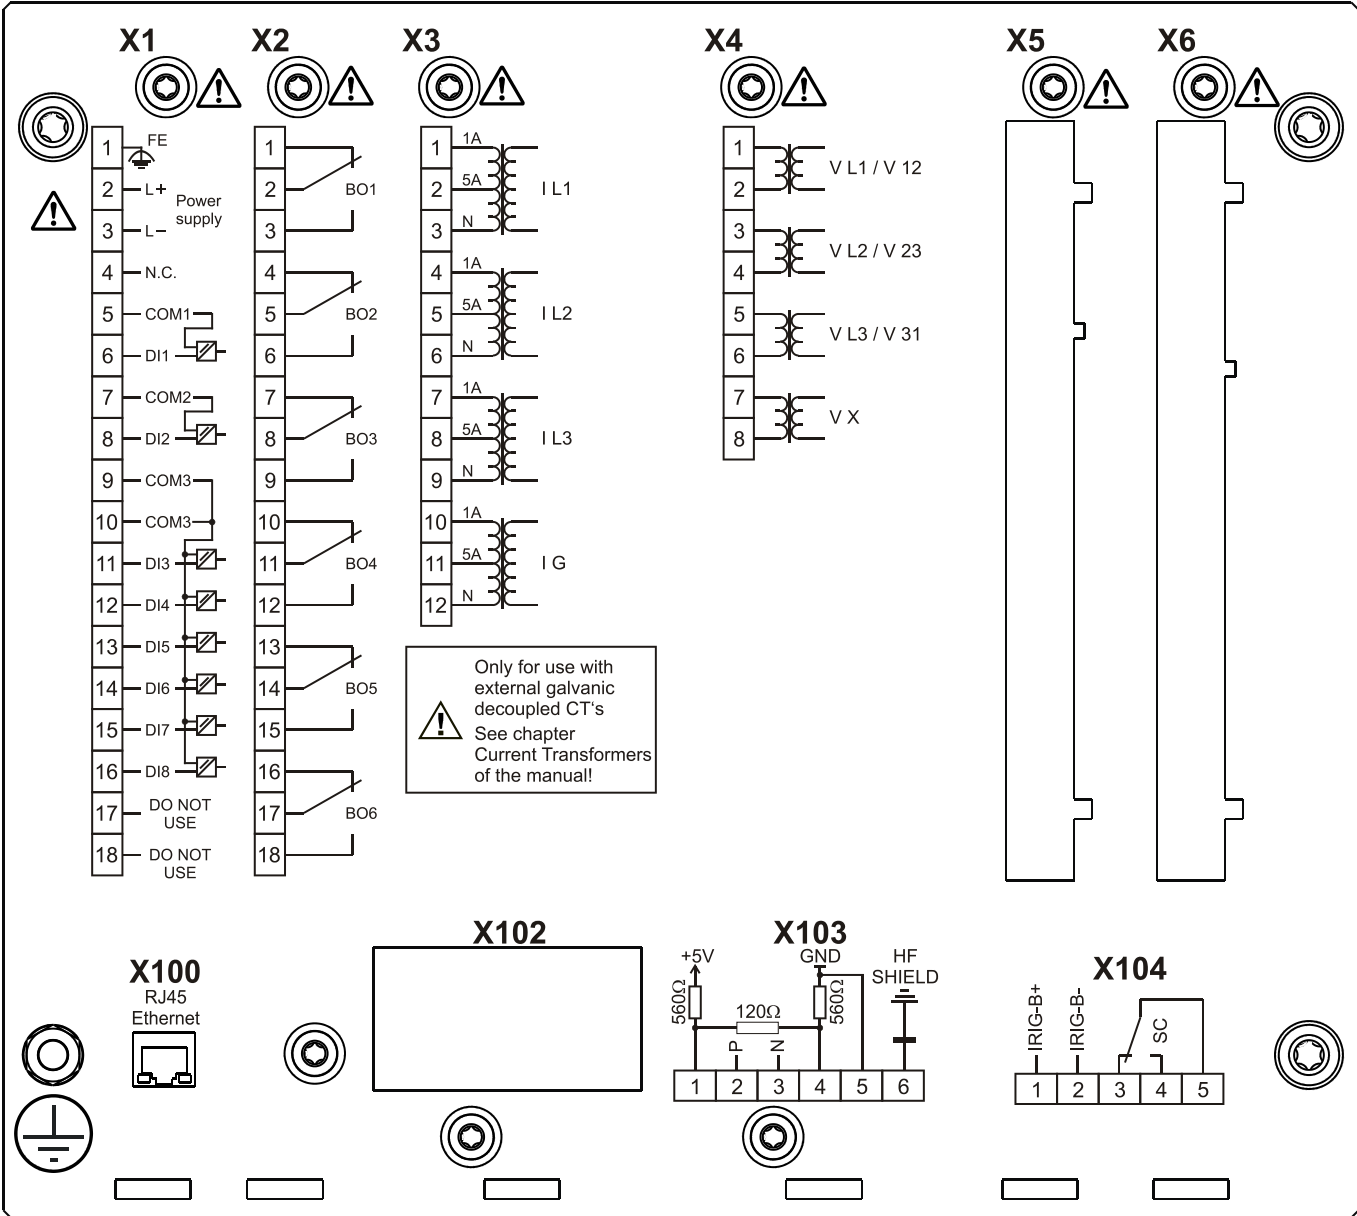 X1 X2 X3 X4 X5 X6
1 FE
2 L+
Power
supply
3 L−
4 N.C.
5 COM1
6 DI1
7 COM2
8 DI2
9 COM3
10 COM3
11 DI3
12 DI4
13 DI5
14 DI6
15 DI7
16 DI8
17 DO NOT
USE
18 DO NOT
USE
1
2 BO1
3
4
5 BO2
6
7
8 BO3
9
10
11 BO4
12
13
14 BO5
15
16
17 BO6
18
1 1A
2 5A I L1
3 N
4 1A
5 5A I L2
6 N
7 1A
8 5A I L3
9 N
10 1A
11 5A I G
12 N
Only for use with
external galvanic
decoupled CT‘s
See chapter
Current Transformers
of the manual!
1
V L1 / V 12
2
3
V L2 / V 23
4
5
V L3 / V 31
6
7
V X
8
X100
RJ45
Ethernet
X102
X103
+5V GND HF
SHIELD
560Ω 120Ω 560Ω
P N
1 2 3 4 5 6
X104
IRIG-B+ IRIG-B- SC
1 2 3 4 5